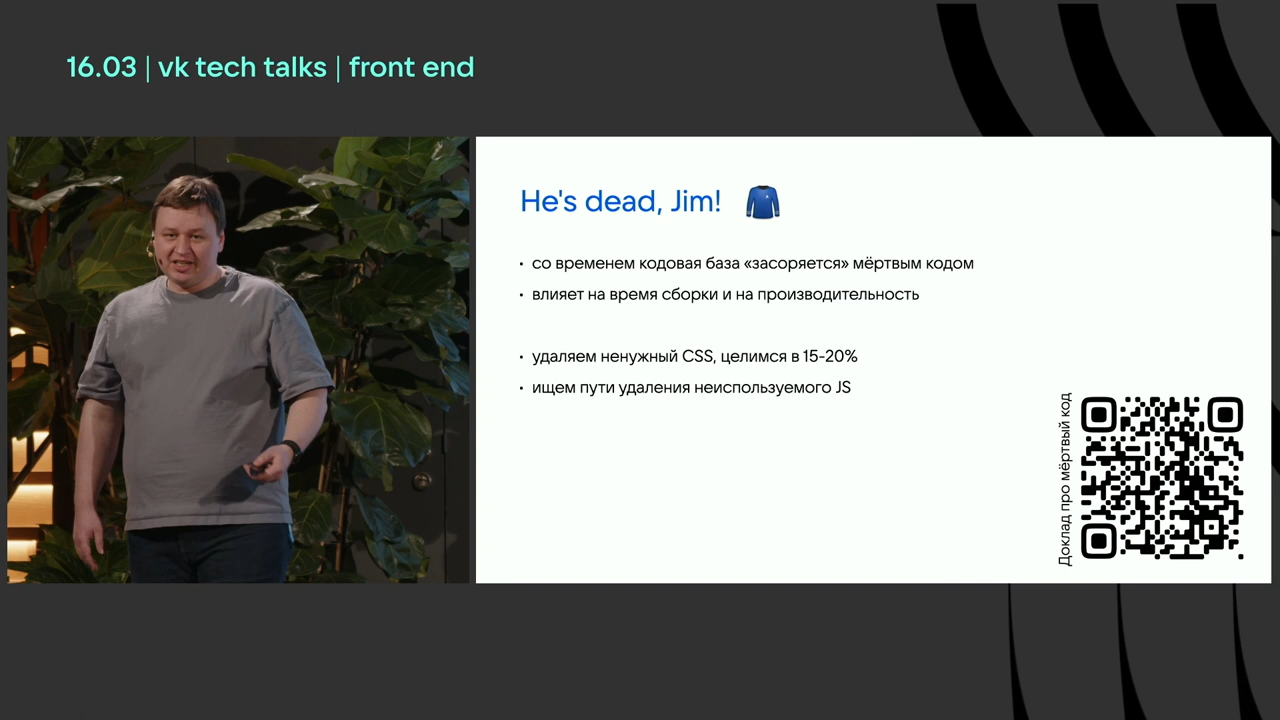 16.03 | vk tech talks | front end
He's dead, Jim!
• со временем кодовая база «засоряется» мёртвым кодом
• влияет на время сборки и на производительность
• удаляем ненужный CSS, целимся в 15-20%
• ищем пути удаления неиспользуемого JS
Доклад про мёртвый код